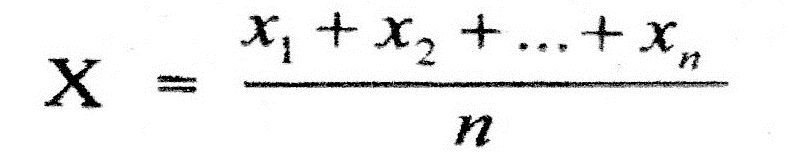 X = x₁ + x₂ + ... + xₙ
n